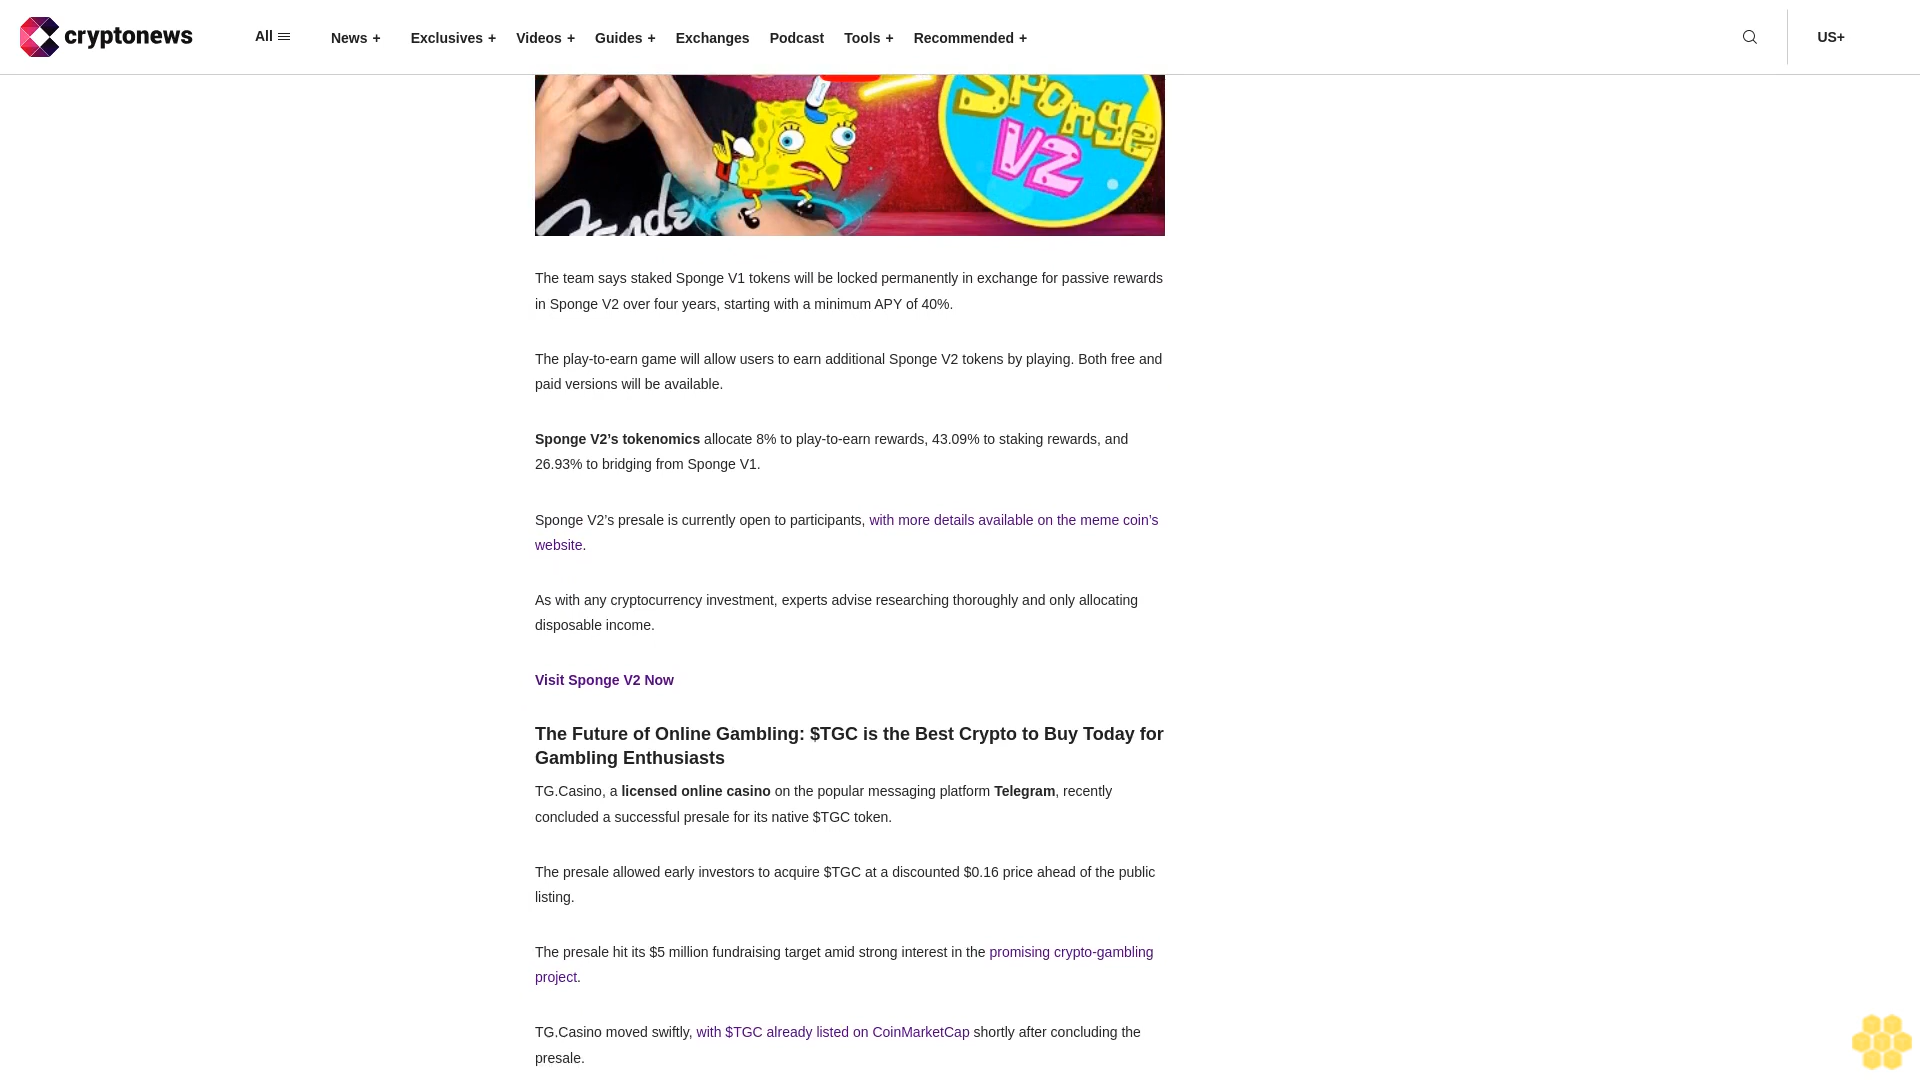 cryptonews
All
News +
Exclusives +
Videos +
Guides +
Exchanges
Podcast
Tools +
Recommended +
US+
Sponge
V2
Fende
The team says staked Sponge V1 tokens will be locked permanently in exchange for passive rewards
in Sponge V2 over four years, starting with a minimum APY of 40%.
The play-to-earn game will allow users to earn additional Sponge V2 tokens by playing. Both free and
paid versions will be available.
Sponge V2’s tokenomics allocate 8% to play-to-earn rewards, 43.09% to staking rewards, and
26.93% to bridging from Sponge V1.
Sponge V2’s presale is currently open to participants, with more details available on the meme coin’s
website.
As with any cryptocurrency investment, experts advise researching thoroughly and only allocating
disposable income.
Visit Sponge V2 Now
The Future of Online Gambling: $TGC is the Best Crypto to Buy Today for
Gambling Enthusiasts
TG.Casino, a licensed online casino on the popular messaging platform Telegram, recently
concluded a successful presale for its native $TGC token.
The presale allowed early investors to acquire $TGC at a discounted $0.16 price ahead of the public
listing.
The presale hit its $5 million fundraising target amid strong interest in the promising crypto-gambling
project.
TG.Casino moved swiftly, with $TGC already listed on CoinMarketCap shortly after concluding the
presale.